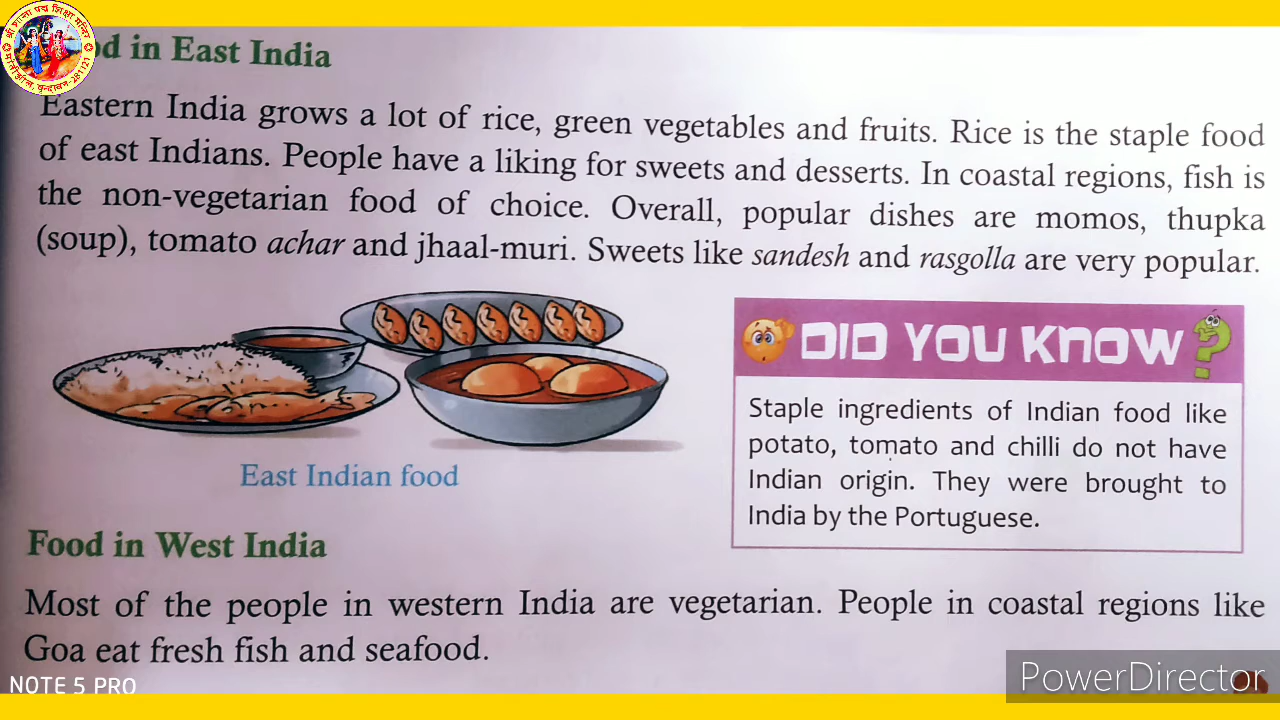 श्री शान्ता पद्म शिक्षा मन्दिर
मोतीझील, वृन्दावन-281121
od in East India
Eastern India grows a lot of rice, green vegetables and fruits. Rice is the staple food
of east Indians. People have a liking for sweets and desserts. In coastal regions, fish is
the non-vegetarian food of choice. Overall, popular dishes are momos, thupka
(soup), tomato achar and jhaal-muri. Sweets like sandesh and rasgolla are very popular.
DID YOU KNOW?
Staple ingredients of Indian food like
potato, tomato and chilli do not have
Indian origin. They were brought to
India by the Portuguese.
East Indian food
Food in West India
Most of the people in western India are vegetarian. People in coastal regions like
Goa eat fresh fish and seafood.
NOTE 5 PRO
PowerDirector